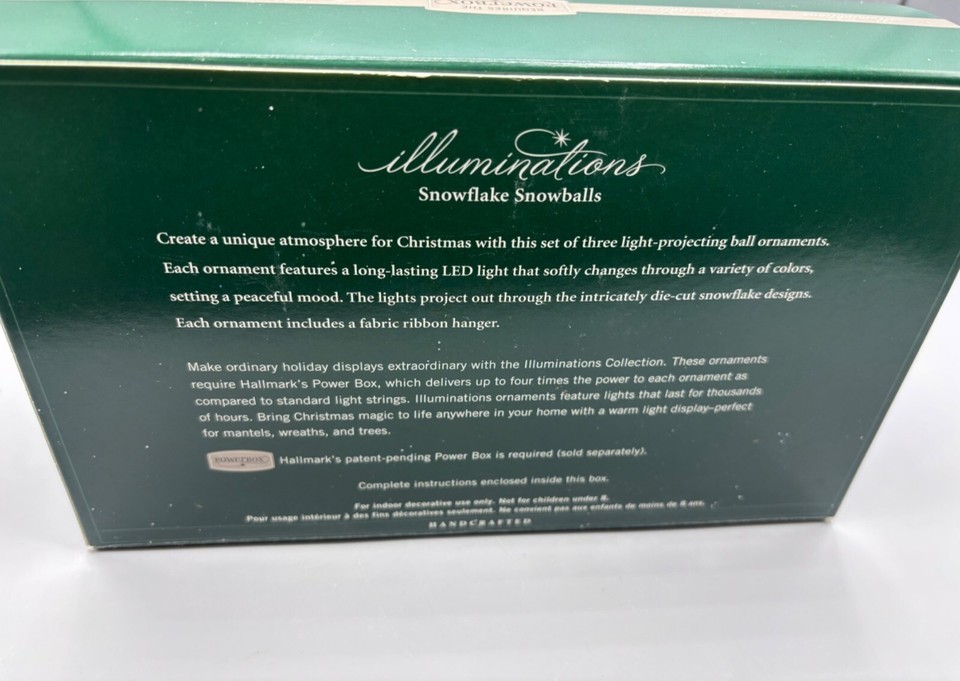 REQUIRES THE
POWERBOX
illuminations
Snowflake Snowballs
Create a unique atmosphere for Christmas with this set of three light-projecting ball ornaments.
Each ornament features a long-lasting LED light that softly changes through a variety of colors,
setting a peaceful mood. The lights project out through the intricately die-cut snowflake designs.
Each ornament includes a fabric ribbon hanger.
Make ordinary holiday displays extraordinary with the Illuminations Collection. These ornaments
require Hallmark's Power Box, which delivers up to four times the power to each ornament as
compared to standard light strings. Illuminations ornaments feature lights that last for thousands
of hours. Bring Christmas magic to life anywhere in your home with a warm light display–perfect
for mantels, wreaths, and trees.
POWERBOX Hallmark's patent-pending Power Box is required (sold separately).
Complete instructions enclosed inside this box.
For indoor decorative use only. Not for children under 8.
Pour usage intérieur à des fins décoratives seulement. Ne convient pas aux enfants de moins de 8 ans.
HANDCRAFTED